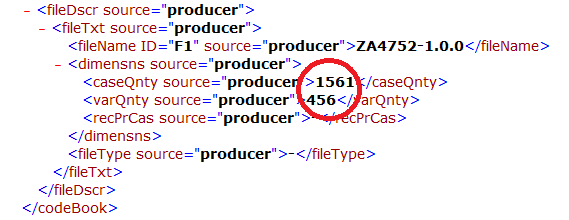 - <fileDscr source="producer">
- <fileTxt source="producer">
<fileName ID="F1" source="producer">ZA4752-1.0.0</fileName>
- <dimensns source="producer">
<caseQnty source="producer">1561</caseQnty>
<varQnty source="producer">456</varQnty>
<recPrCas source="producer">-</recPrCas>
</dimensns>
<fileType source="producer">-</fileType>
</fileTxt>
</fileDscr>
</codeBook>